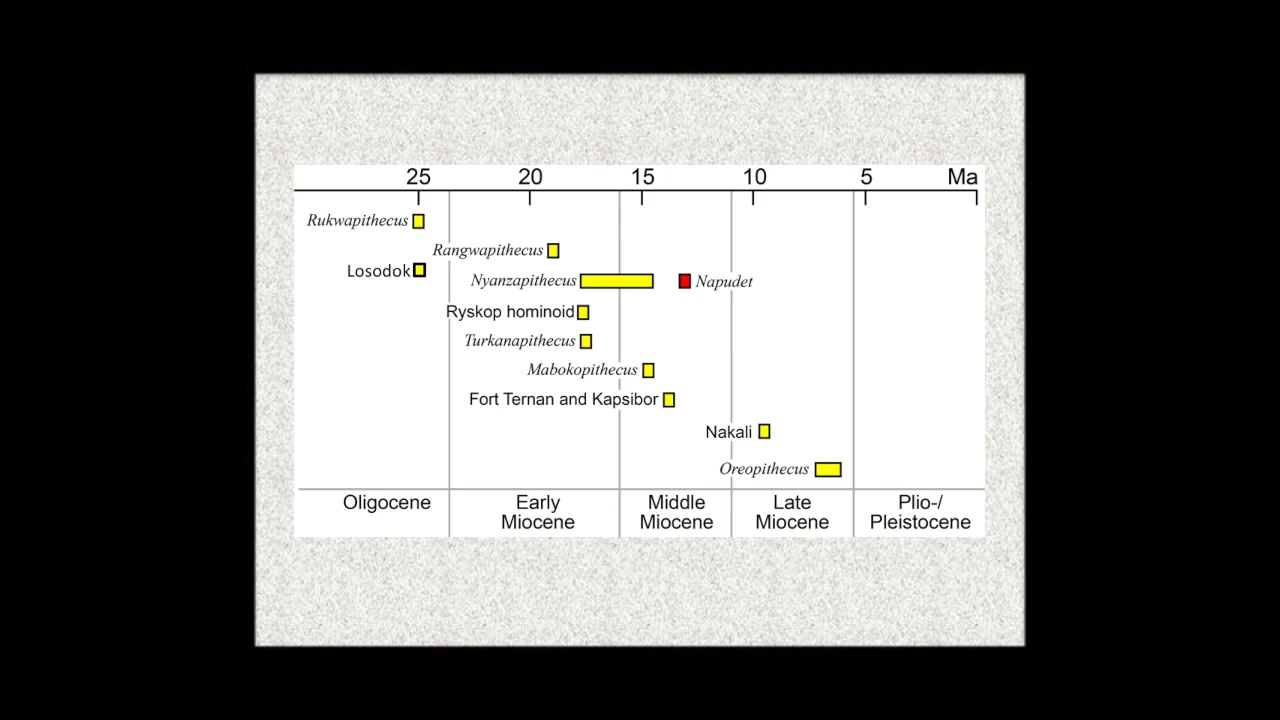 25 20 15 10 5 Ma
Rukwapithecus
Rangwapithecus
Losodok
Nyanzapithecus Napudet
Ryskop hominoid
Turkanapithecus
Mabokopithecus
Fort Ternan and Kapsibor
Nakali
Oreopithecus
Oligocene
Early
Miocene
Middle
Miocene
Late
Miocene
Plio-/
Pleistocene